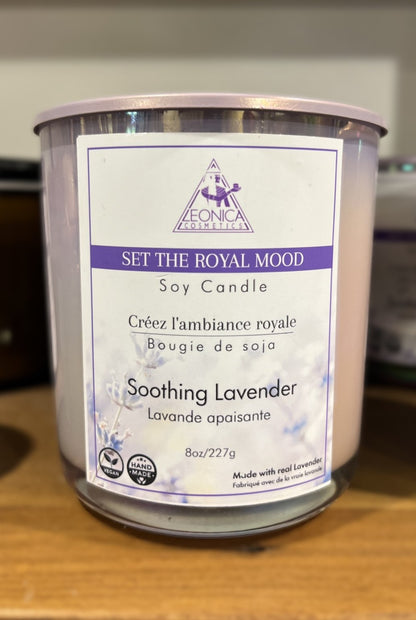 LEONICA
COSMETICS
SET THE ROYAL MOOD
Soy Candle
Créez l'ambiance royale
Bougie de soja
Soothing Lavender
Lavande apaisante
8oz/227g
VEGAN
HAND
MADE
Made with real Lavender
Fabriqué avec de la vraie lavande